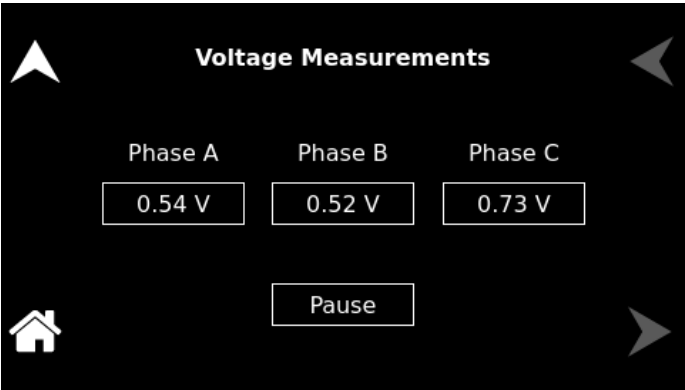 Voltage Measurements
Phase A Phase B Phase C
0.54 V 0.52 V 0.73 V
Pause